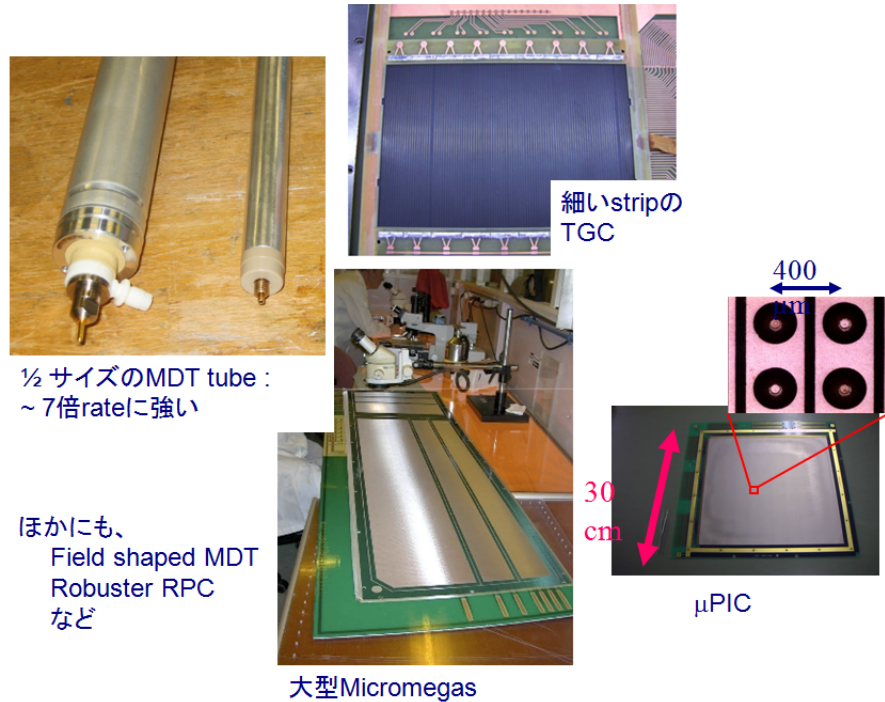 細いstripの
TGC
400
μm
½ サイズのMDT tube :
~ 7倍rateに強い
30
cm
ほかにも、
Field shaped MDT
Robuster RPC
など
μPIC
大型Micromegas